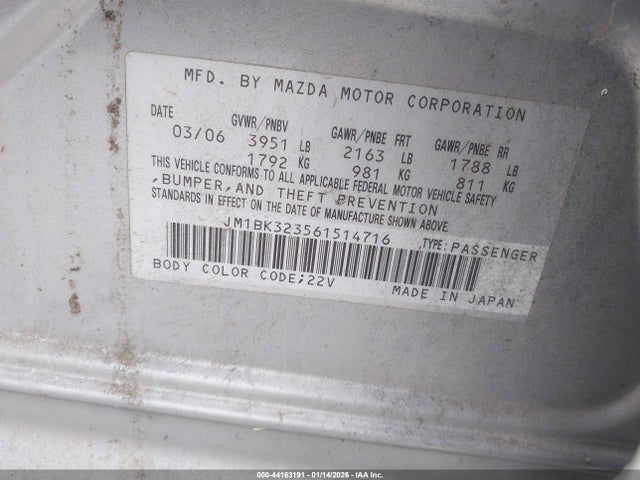 MFD. BY MAZDA MOTOR CORPORATION
DATE GVWR/PNBV GAWR/PNBE FRT GAWR/PNBE RR
03/06 3951 LB 2163 LB 1788 LB
1792 KG 981 KG 811 KG
THIS VEHICLE CONFORMS TO ALL APPLICABLE FEDERAL MOTOR VEHICLE SAFETY
,BUMPER,AND THEFT PREVENTION
STANDARDS IN EFFECT ON THE DATE OF MANUFACTURE SHOWN ABOVE.
JM1BK323561514716 TYPE:PASSENGER
BODY COLOR CODE;22V MADE IN JAPAN
000-44163191 - 01/14/2026 - IAA Inc.